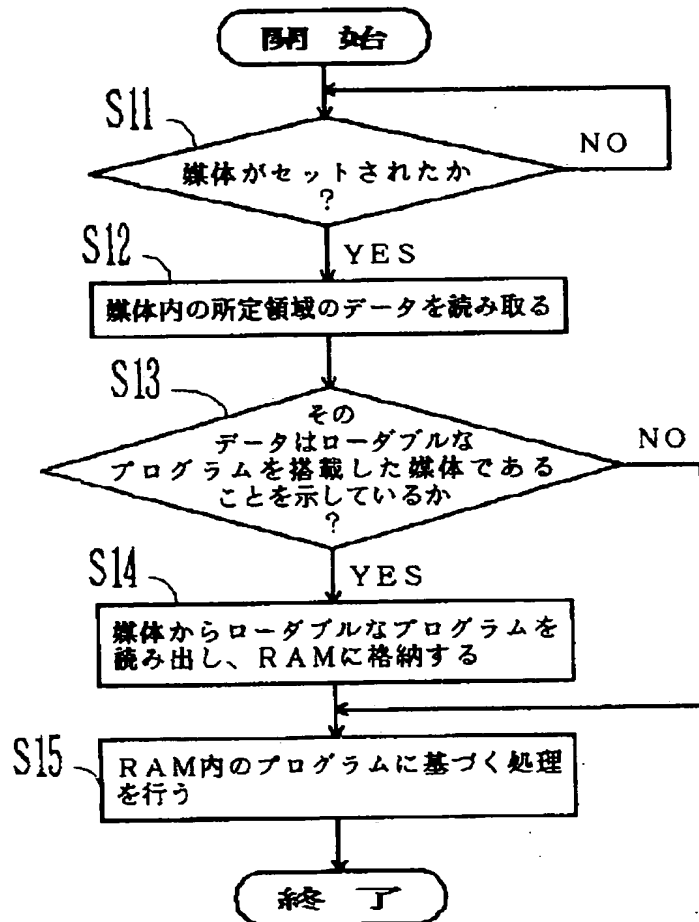 開始
S11
媒体がセットされたか
?
NO
YES
S12
媒体内の所定領域のデータを読み取る
S13
その
データはローダブルな
プログラムを搭載した媒体である
ことを示しているか
?
NO
YES
S14
媒体からローダブルなプログラムを
読み出し、RAMに格納する
S15
RAM内のプログラムに基づく処理
を行う
終了